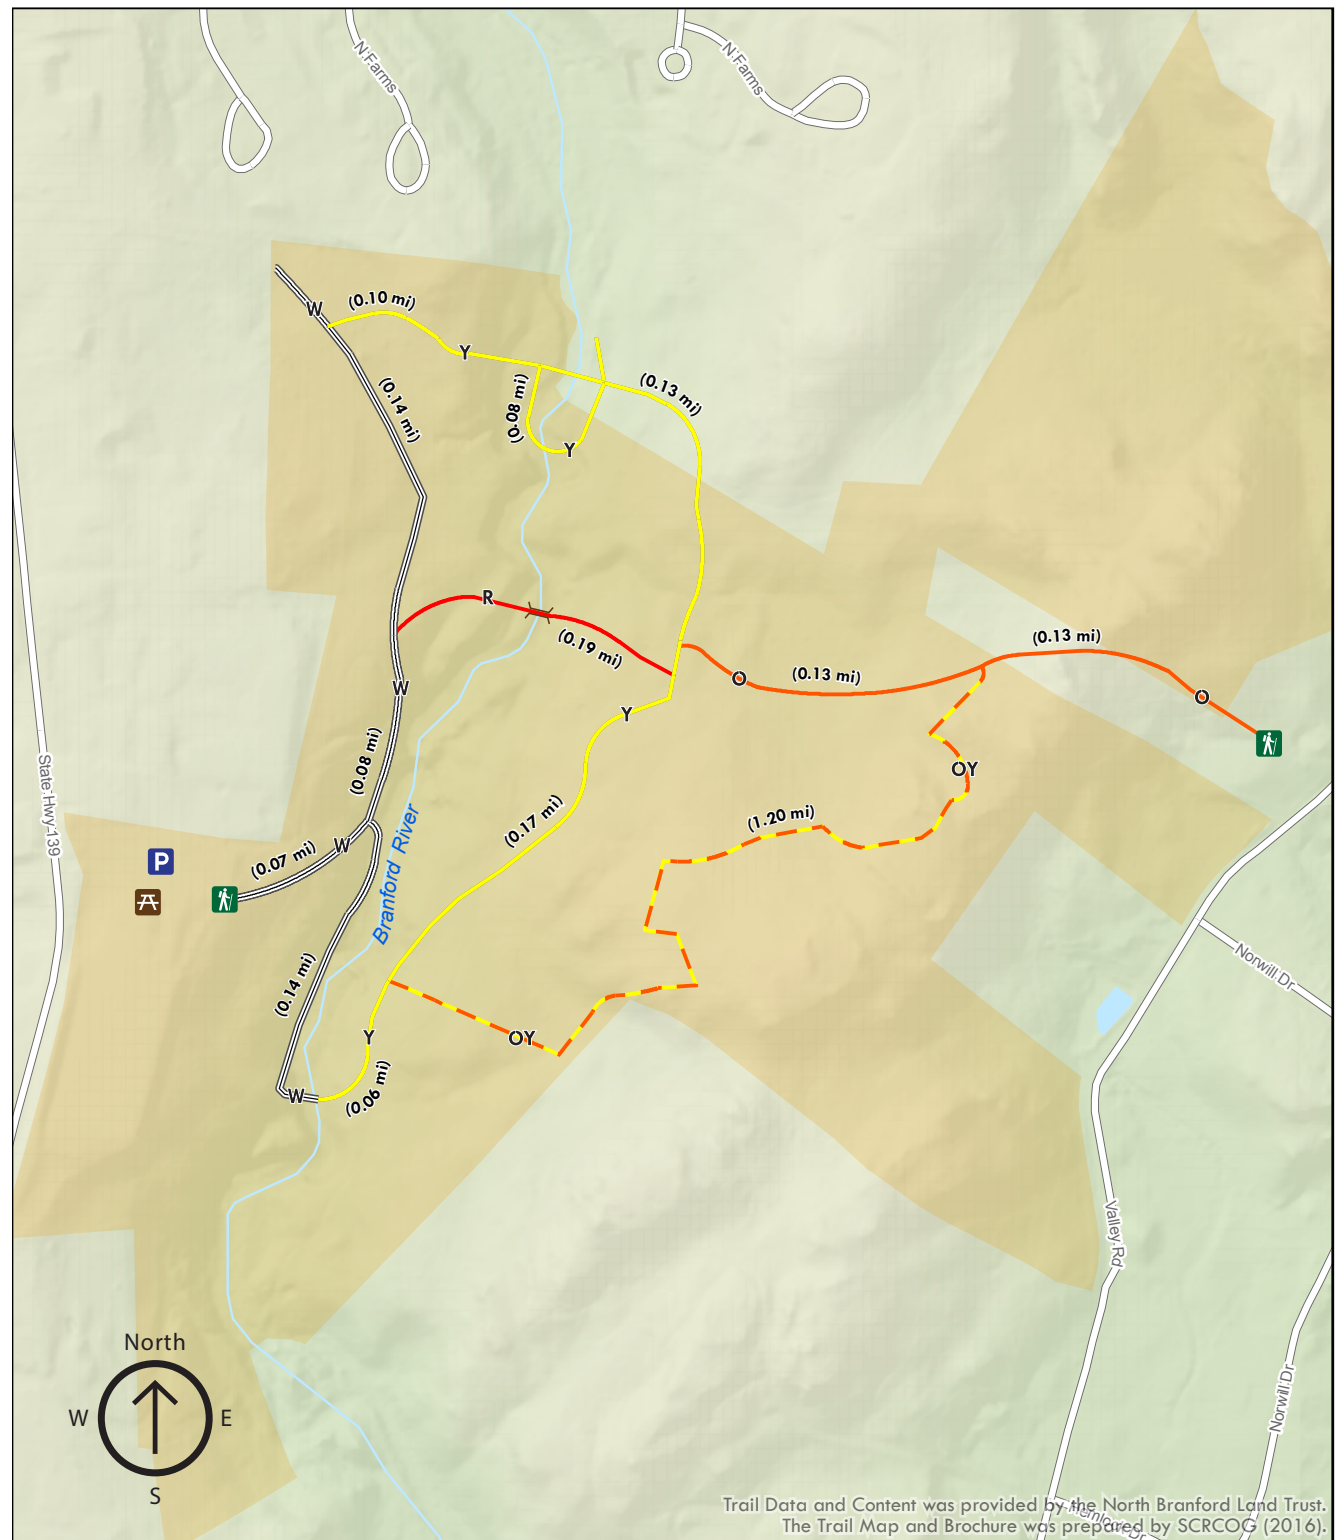 N Farms
N Farms
W
(0.10 mi)
Y
(0.14 mi)
(0.08 mi)
Y
(0.13 mi)
R
(0.19 mi)
W
O
(0.13 mi)
(0.13 mi)
O
Y
State Hwy 139
(0.08 mi)
OY
(0.17 mi)
(1.20 mi)
P
(0.07 mi)
W
Branford River
Norwill Dr
(0.14 mi)
Y
OY
W
(0.06 mi)
Valley Rd
North
W
E
S
Norwill Dr
Trail Data and Content was provided by the North Branford Land Trust.
The Trail Map and Brochure was prepared by SCRCOG (2016).